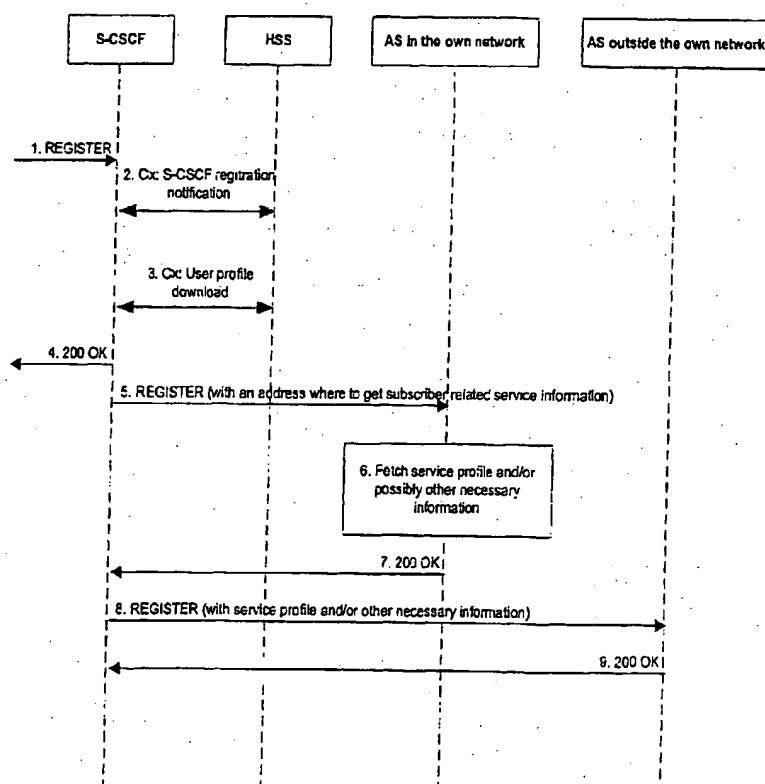 S-CSCF
HSS
AS in the own network
AS outside the own network
1. REGISTER
2. Cx: S-CSCF regitration
notification
3. Cx: User profile
download
4. 200 OK
5. REGISTER (with an address where to get subscriber related service information)
6. Fetch service profile and/or
possibly other necessary
information
7. 200 OK
8. REGISTER (with service profile and/or other necessary information)
9. 200 OK